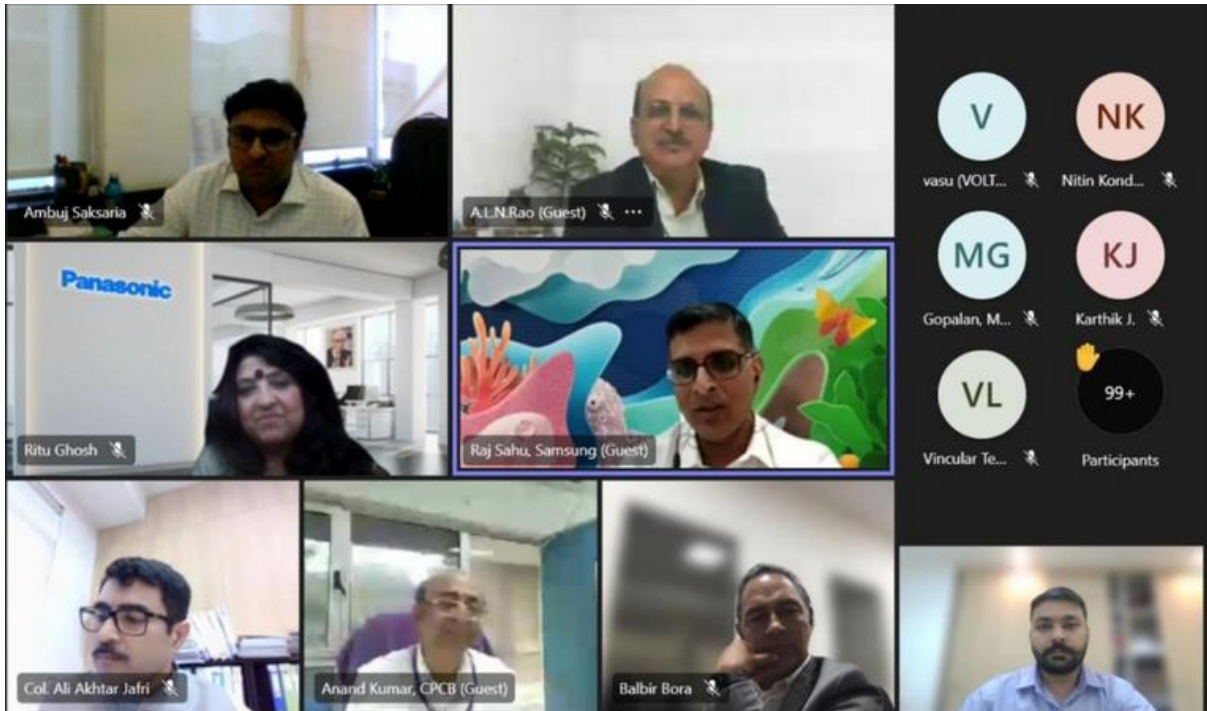 Ambuj Saksaria
A.L.N.Rao (Guest)
V
NK
vasu (VOLT...
Nitin Kond...
Panasonic
Ritu Ghosh
Raj Sahu, Samsung (Guest)
MG
KJ
Gopalan, M...
Karthik J.
VL
99+
Vincular Te...
Participants
Col. Ali Akhtar Jafri
Anand Kumar, CPCB (Guest)
Balbir Bora